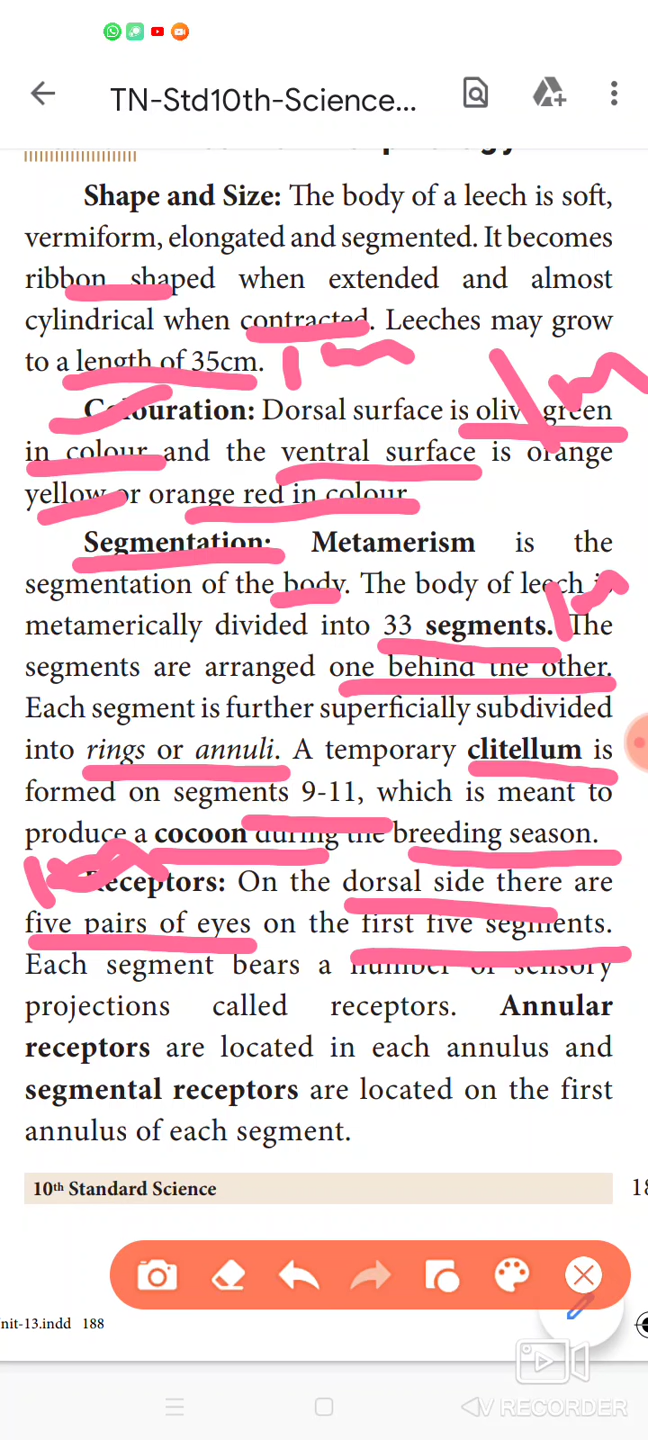 TN-Std10th-Science...
Shape and Size: The body of a leech is soft,
vermiform, elongated and segmented. It becomes
ribbon shaped when extended and almost
cylindrical when contracted. Leeches may grow
to a length of 35cm.
Colouration: Dorsal surface is olive green
in colour and the ventral surface is orange
yellow or orange red in colour.
Segmentation: Metamerism is the
segmentation of the body. The body of leech is
metamerically divided into 33 segments. The
segments are arranged one behind the other.
Each segment is further superficially subdivided
into rings or annuli. A temporary clitellum is
formed on segments 9-11, which is meant to
produce a cocoon during the breeding season.
Receptors: On the dorsal side there are
five pairs of eyes on the first five segments.
Each segment bears a number of sensory
projections called receptors. Annular
receptors are located in each annulus and
segmental receptors are located on the first
annulus of each segment.
10th Standard Science
nit-13.indd 188
V RECORDER